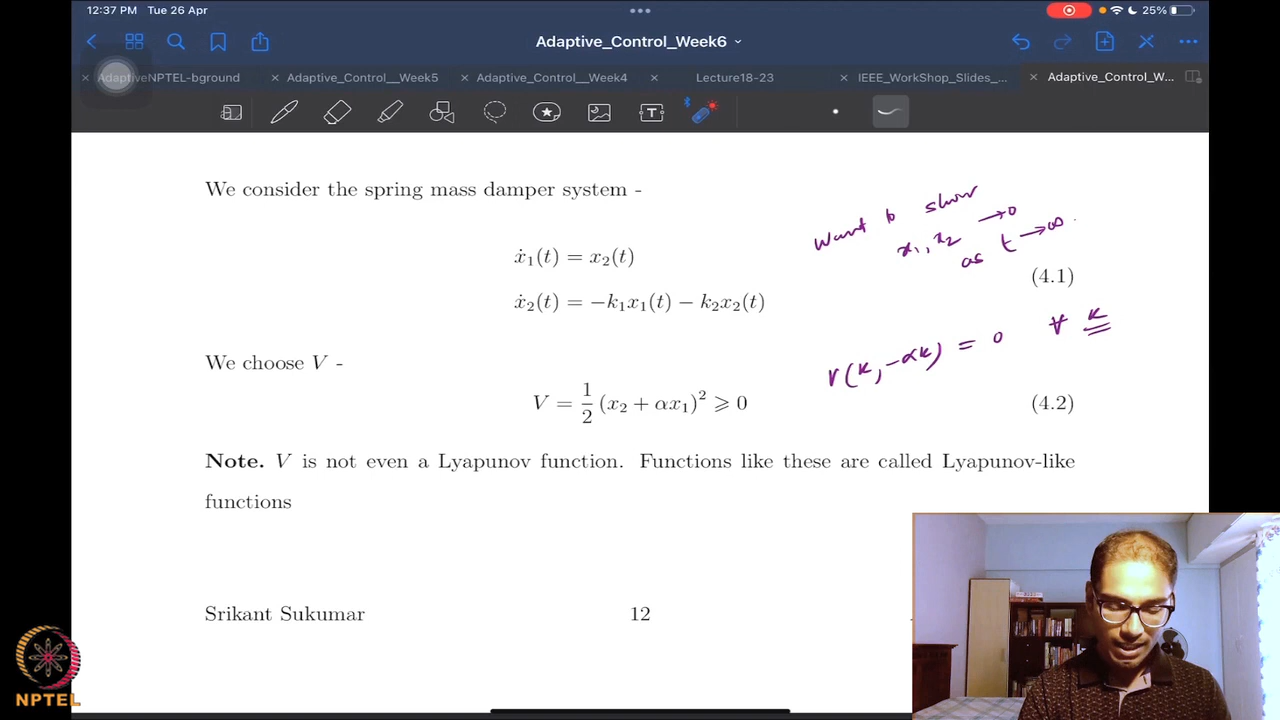 12:37 PM Tue 26 Apr
25%
Adaptive_Control_Week6
AdaptiveNPTEL-bground
Adaptive_Control__Week5
Adaptive_Control__Week4
Lecture18-23
IEEE_WorkShop_Slides_...
Adaptive_Control_W...
We consider the spring mass damper system -
want to show
x₁, x₂ → 0
as t → ∞
ẋ₁(t) = x₂(t)
(4.1)
ẋ₂(t) = −k₁x₁(t) − k₂x₂(t)
V(k, −αk) = 0 ∀ k
We choose V -
V = 1/2 (x₂ + αx₁)² ⩾ 0
(4.2)
Note. V is not even a Lyapunov function. Functions like these are called Lyapunov-like
functions
Srikant Sukumar
12
NPTEL